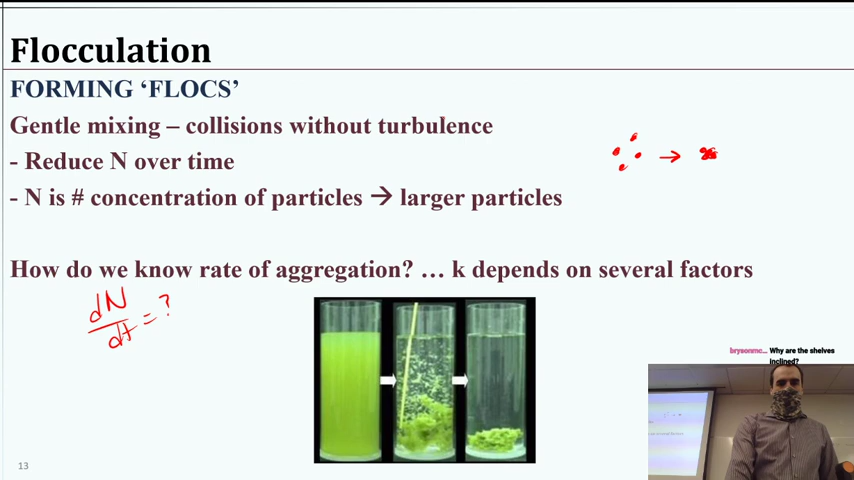 Flocculation
FORMING ‘FLOCS’
Gentle mixing – collisions without turbulence
- Reduce N over time
- N is # concentration of particles → larger particles
How do we know rate of aggregation? … k depends on several factors
dN/dt = ?
brysonmc... Why are the shelves
inclined?
13